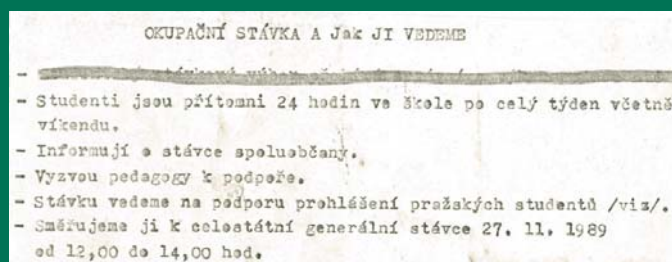 OKUPAČNÍ STÁVKA A Jak JI VEDEME
-
- Studenti jsou přítomni 24 hodin ve škole po celý týden včetně
víkendu.
- Informují o stávce spoluobčany.
- Vyzvou pedagogy k podpoře.
- Stávku vedeme na podporu prohlášení pražských studentů /viz/.
- Směřujeme ji k celostátní generální stávce 27. 11. 1989
od 12,00 do 14,00 hod.